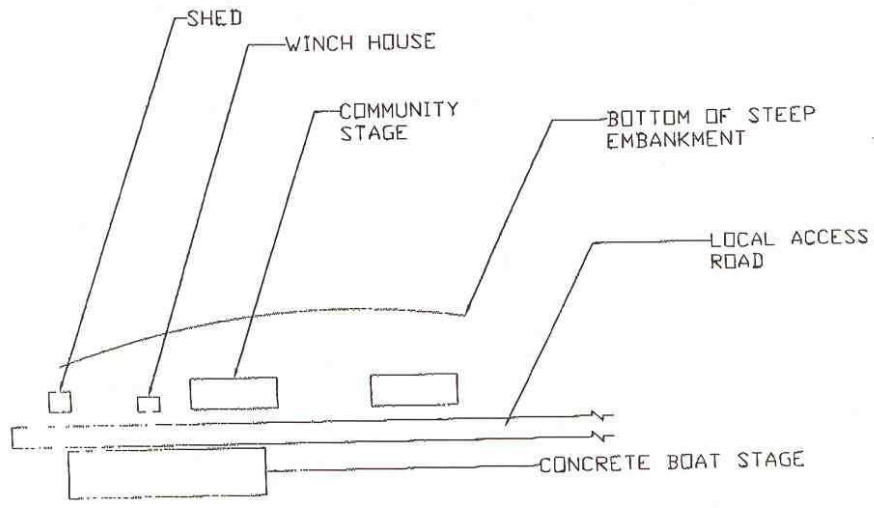 SHED
WINCH HOUSE
COMMUNITY
STAGE
BOTTOM OF STEEP
EMBANKMENT
LOCAL ACCESS
ROAD
CONCRETE BOAT STAGE